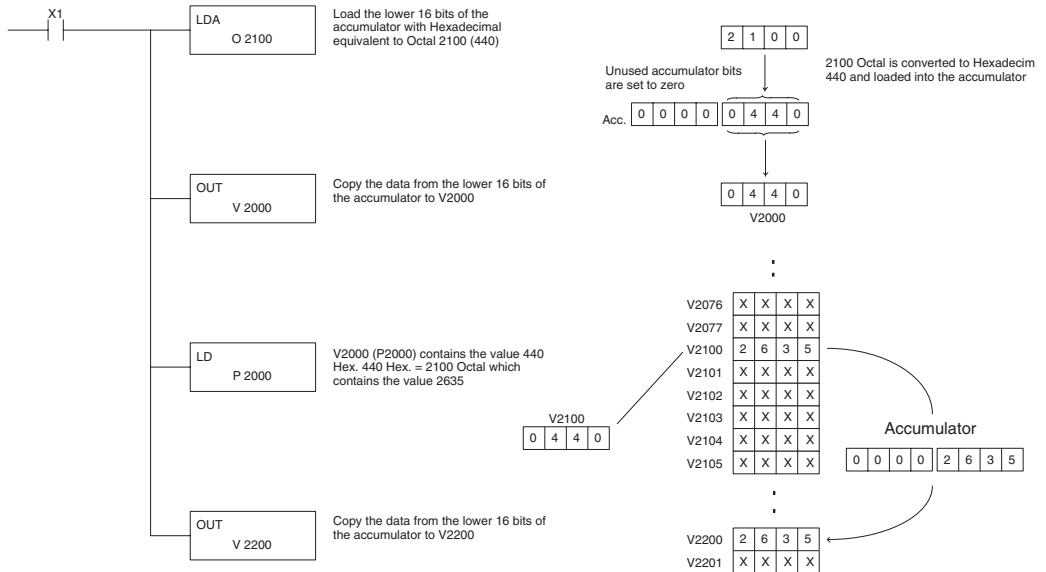 X1
LDA
O 2100
Load the lower 16 bits of the
accumulator with Hexadecimal
equivalent to Octal 2100 (440)
2 1 0 0
2100 Octal is converted to Hexadecim
440 and loaded into the accumulator
Unused accumulator bits
are set to zero
Acc. 0 0 0 0 0 4 4 0
OUT
V 2000
Copy the data from the lower 16 bits of
the accumulator to V2000
0 4 4 0
V2000
V2076 X X X X
V2077 X X X X
V2100 2 6 3 5
V2101 X X X X
V2102 X X X X
V2103 X X X X
V2104 X X X X
V2105 X X X X
LD
P 2000
V2000 (P2000) contains the value 440
Hex. 440 Hex. = 2100 Octal which
contains the value 2635
V2100
0 4 4 0
Accumulator
0 0 0 0 2 6 3 5
OUT
V 2200
Copy the data from the lower 16 bits of
the accumulator to V2200
V2200 2 6 3 5
V2201 X X X X